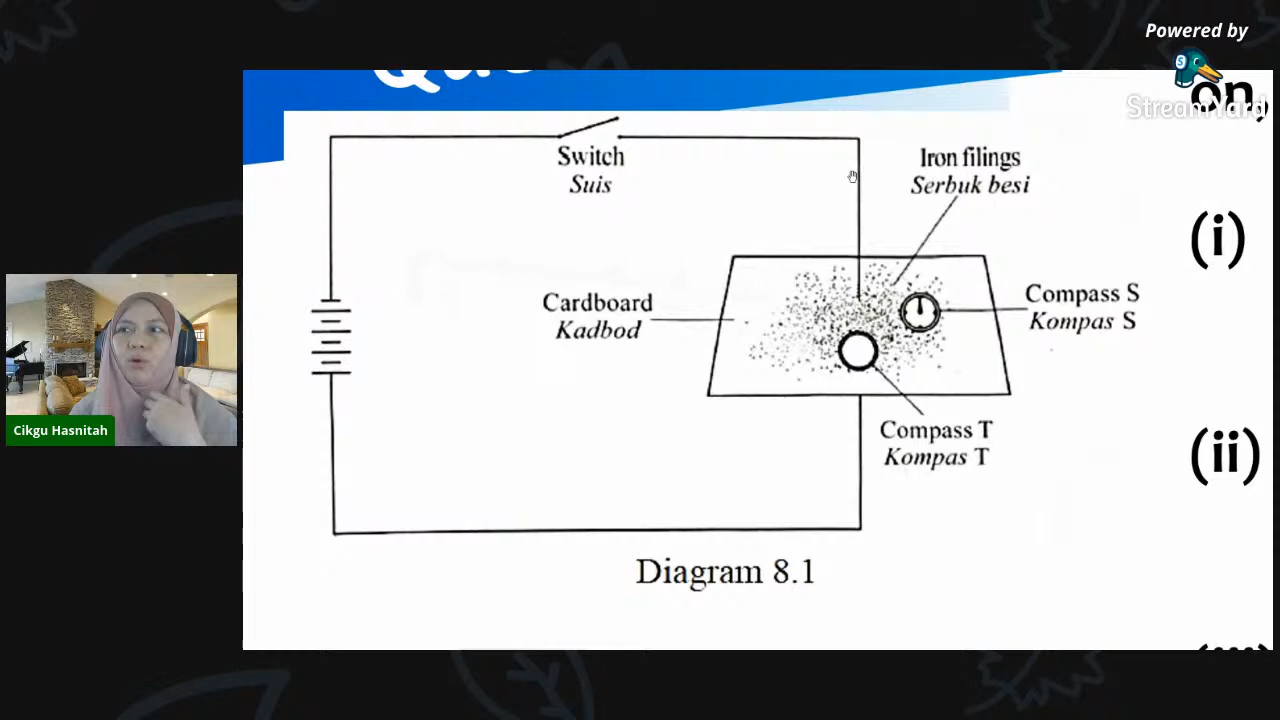 Powered by
StreamYard
on,
Switch
Suis
Iron filings
Serbuk besi
(i)
Cardboard
Kadbod
Compass S
Kompas S
Cikgu Hasnitah
Compass T
Kompas T
(ii)
Diagram 8.1